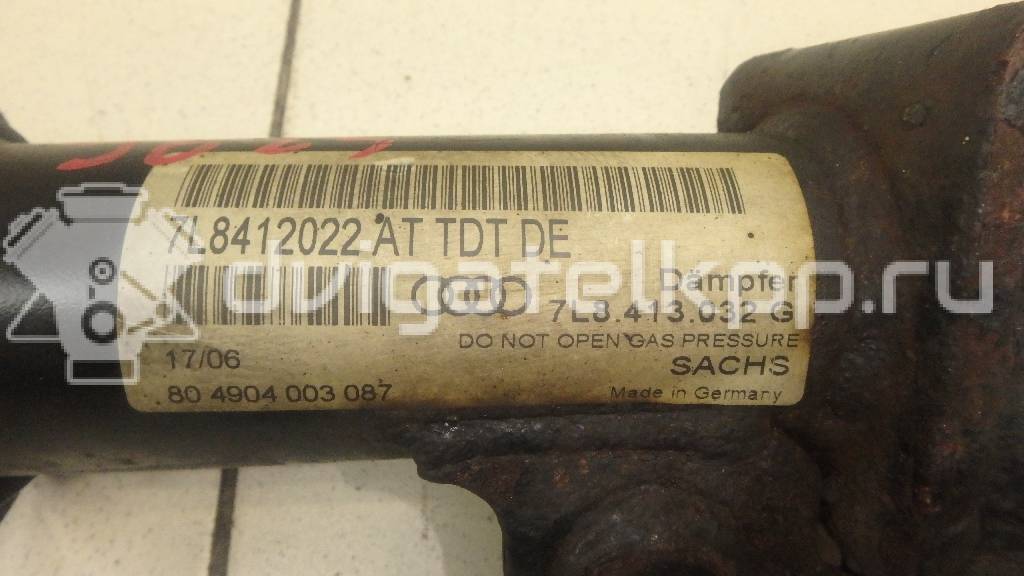 7L8412022 AT TDT DE
Dämpfer
7L8.413.032 G
DO NOT OPEN GAS PRESSURE
17/06
SACHS
80 4904 003 087
Made in Germany
dvigatelblok.ru